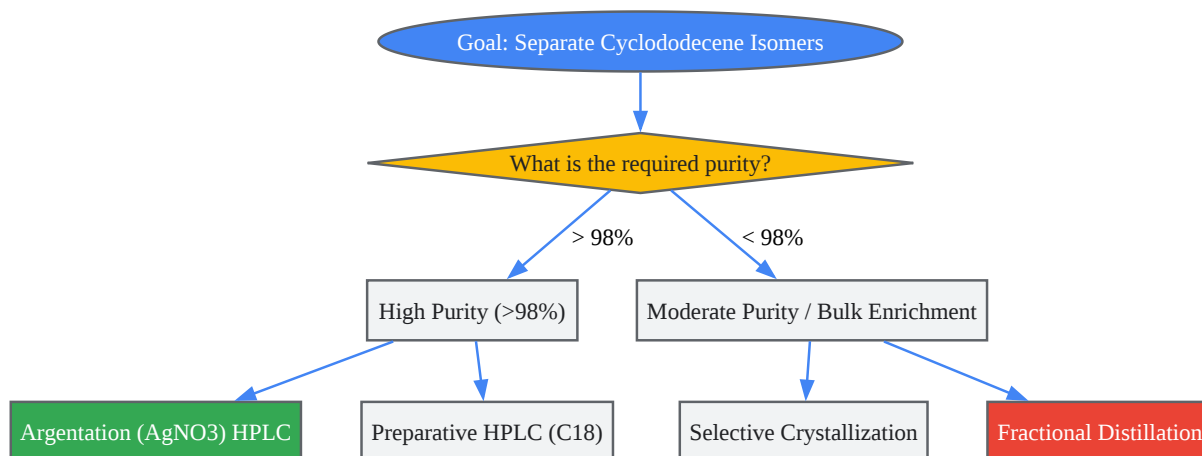 Goal: Separate Cyclododecene Isomers
What is the required purity?
> 98%
< 98%
High Purity (>98%)
Moderate Purity / Bulk Enrichment
Argentation (AgNO3) HPLC
Preparative HPLC (C18)
Selective Crystallization
Fractional Distillation